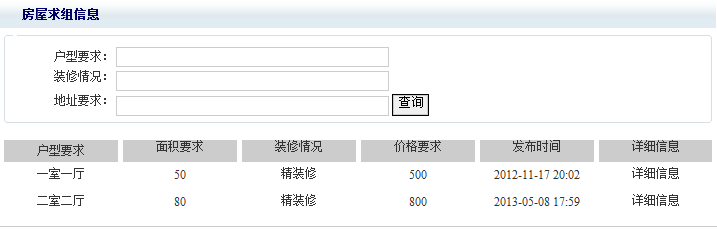 房屋求组信息
户型要求：
装修情况：
地址要求： 查询
户型要求 面积要求 装修情况 价格要求 发布时间 详细信息
一室一厅 50 精装修 500 2012-11-17 20:02 详细信息
二室二厅 80 精装修 800 2013-05-08 17:59 详细信息